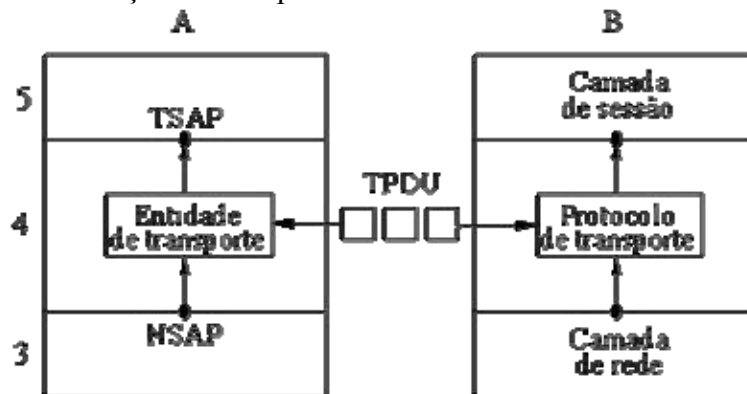 A
B
5
TSAP
Camada
de sessão
4
Entidade
de transporte
TPDU
Protocolo
de transporte
3
NSAP
Camada
de rede